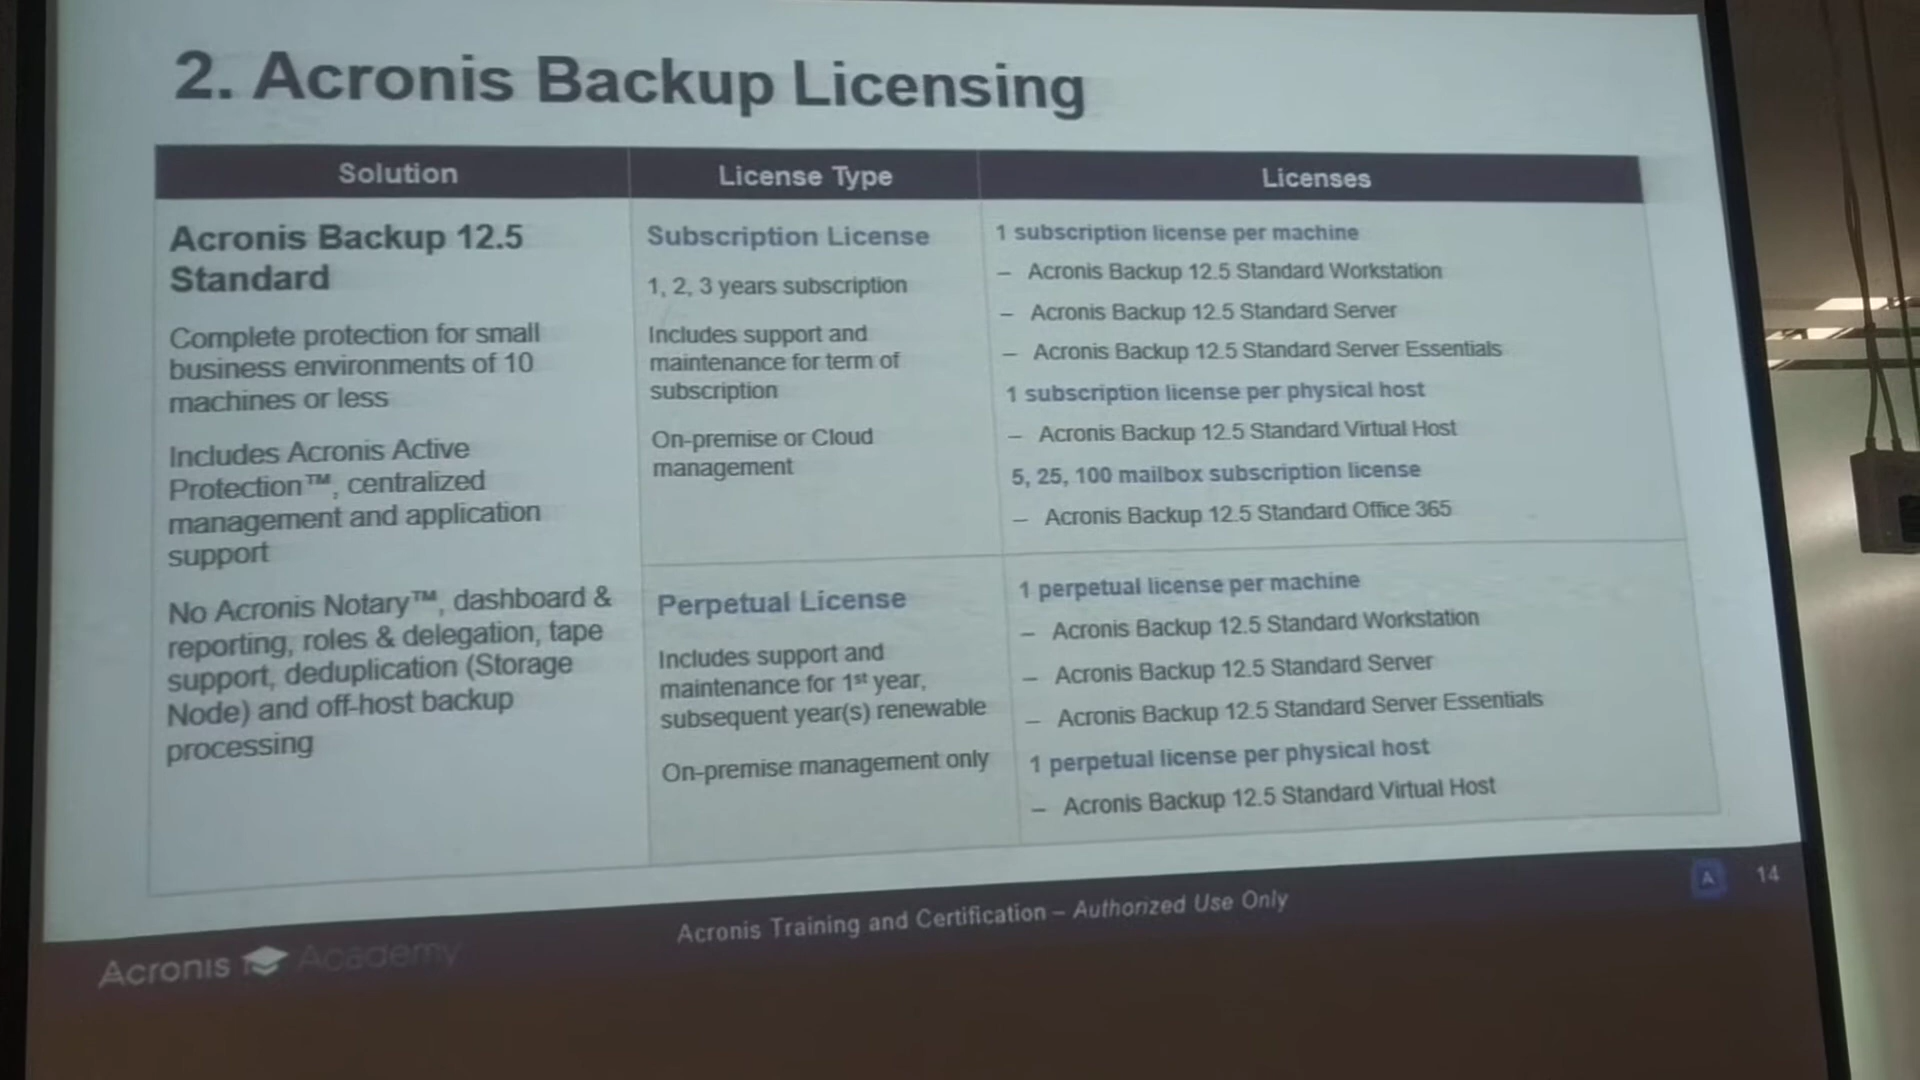 2. Acronis Backup Licensing
Solution
License Type
Licenses
Acronis Backup 12.5
Standard
Complete protection for small
business environments of 10
machines or less
Includes Acronis Active
Protection™, centralized
management and application
support
No Acronis Notary™, dashboard &
reporting, roles & delegation, tape
support, deduplication (Storage
Node) and off-host backup
processing
Subscription License
1, 2, 3 years subscription
Includes support and
maintenance for term of
subscription
On-premise or Cloud
management
1 subscription license per machine
– Acronis Backup 12.5 Standard Workstation
– Acronis Backup 12.5 Standard Server
– Acronis Backup 12.5 Standard Server Essentials
1 subscription license per physical host
– Acronis Backup 12.5 Standard Virtual Host
5, 25, 100 mailbox subscription license
– Acronis Backup 12.5 Standard Office 365
Perpetual License
Includes support and
maintenance for 1st year,
subsequent year(s) renewable
On-premise management only
1 perpetual license per machine
– Acronis Backup 12.5 Standard Workstation
– Acronis Backup 12.5 Standard Server
– Acronis Backup 12.5 Standard Server Essentials
1 perpetual license per physical host
– Acronis Backup 12.5 Standard Virtual Host
Acronis Academy
Acronis Training and Certification – Authorized Use Only
A
14